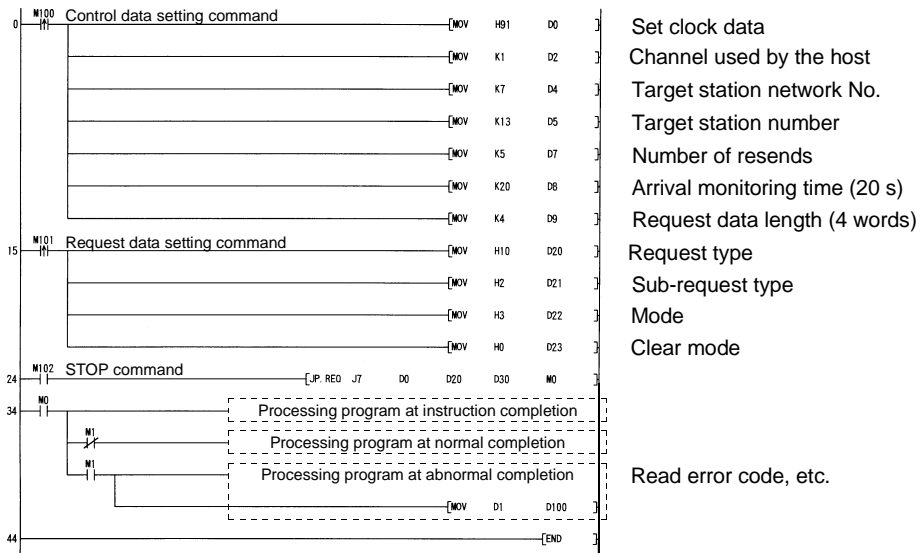 M100 Control data setting command
0 MOV H91 D0 Set clock data
MOV K1 D2 Channel used by the host
MOV K7 D4 Target station network No.
MOV K13 D5 Target station number
MOV K5 D7 Number of resends
MOV K20 D8 Arrival monitoring time (20 s)
MOV K4 D9 Request data length (4 words)
M101 Request data setting command
15 MOV H10 D20 Request type
MOV H2 D21 Sub-request type
MOV H3 D22 Mode
MOV H0 D23 Clear mode
M102 STOP command
24 JP.REQ J7 D0 D20 D30 M0
M0
34 Processing program at instruction completion
M1 Processing program at normal completion
M1 Processing program at abnormal completion Read error code, etc.
MOV D1 D100
44 END